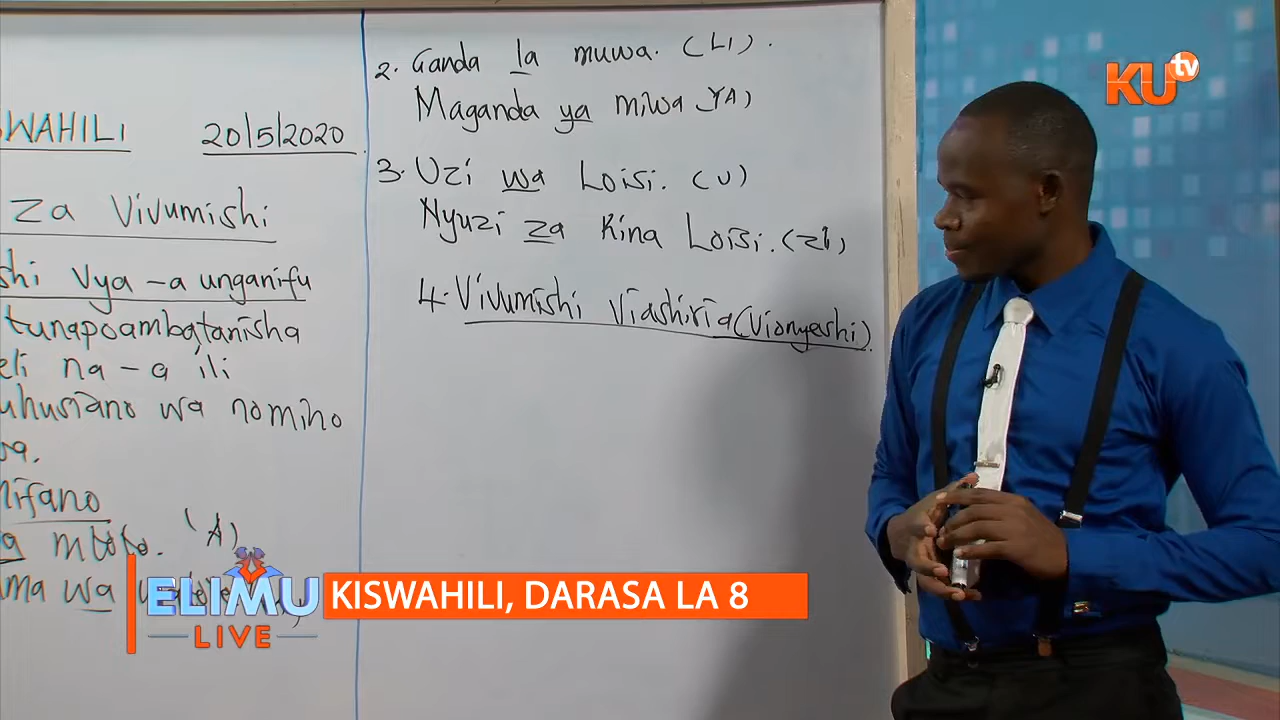 SWAHILI 20/5/2020
za Vivumishi
shi vya -a unganifu
tunapoambatanisha
eli na -a ili
uhusiano wa nomino
wa.
Mifano
mtoto. (A)
ma wa
2. Ganda la muwa. (LI).
Maganda ya miwa (YA)
3. Uzi wa Loisi. (U)
Nyuzi za Kina Loisi. (ZI)
4. Vivumishi Viashiria (Vionyeshi).
KU tv
ELIMU
LIVE
KISWAHILI, DARASA LA 8